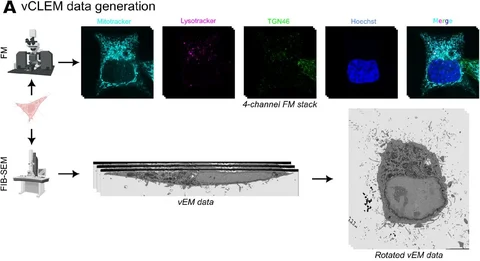 A vCLEM data generation
Mitotracker
Lysotracker
TGN46
Hoechst
Merge
FM
4-channel FM stack
FIB-SEM
vEM data
Rotated vEM data